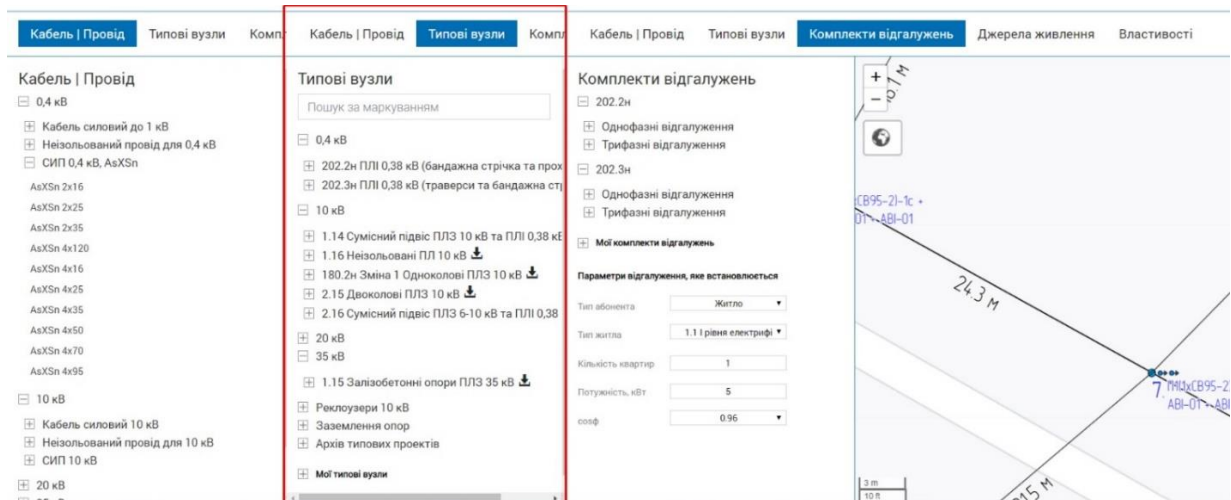 Кабель | Провід
Типові вузли
Кабель | Провід
Типові вузли
Кабель | Провід
Типові вузли
Комплекти відгалужень
Джерела живлення
Властивості
Кабель | Провід
0,4 кВ
Кабель силовий до 1 кВ
Неізольований провід для 0,4 кВ
СИП 0,4 кВ, AsXSn
AsXSn 2x16
AsXSn 2x25
AsXSn 2x35
AsXSn 4x120
AsXSn 4x16
AsXSn 4x25
AsXSn 4x35
AsXSn 4x50
AsXSn 4x70
AsXSn 4x95
10 кВ
Кабель силовий 10 кВ
Неізольований провід для 10 кВ
СИП 10 кВ
20 кВ
Типові вузли
Пошук за маркуванням
0,4 кВ
202.2н ПЛІ 0,38 кВ (бандажна стрічка та
202.3н ПЛІ 0,38 кВ (траверси та бандажна
10 кВ
1.14 Сумісний підвіс ПЛЗ 10 кВ та ПЛІ 0,38
1.16 Неізольовані ПЛ 10 кВ
180.2н Зміна 1 Одноколові ПЛЗ 10 кВ
2.15 Двоколові ПЛЗ 10 кВ
2.16 Сумісний підвіс ПЛЗ 6-10 кВ та ПЛІ 0,38
20 кВ
35 кВ
1.15 Залізобетонні опори ПЛЗ 35 кВ
Реклоузери 10 кВ
Заземлення опор
Архів типових проектів
Мої типові вузли
Комплекти відгалужень
202.2н
Однофазні відгалуження
Трифазні відгалуження
202.3н
Однофазні відгалуження
Трифазні відгалуження
Мої комплекти відгалужень
Параметри відгалуження, яке встановлюється
Тип абонента Житло
Тип житла 1.1 І рівня електрифі
Кількість квартир 1
Потужність, кВт 5
cosф 0.96
+
−
24.3 м
7.
3 m
10 ft